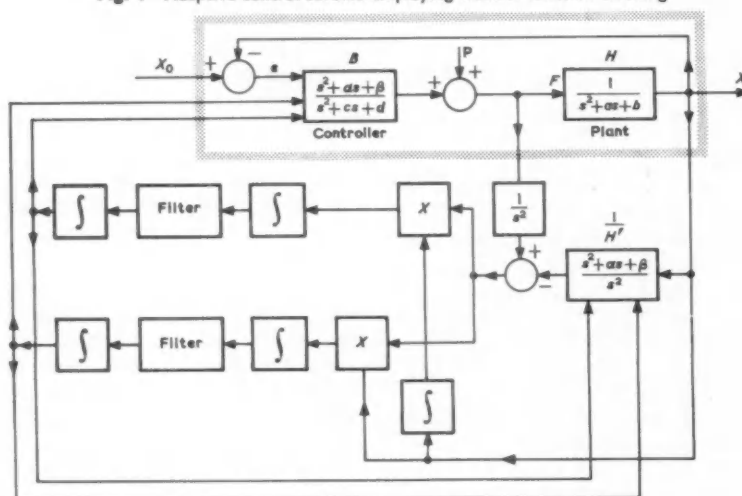 X₀
+
−
e
B
s² + αs + β
s² + cs + d
Controller
+
P
+
F
H
1
s² + as + b
Plant
X
∫
Filter
∫
X
1
s²
+
−
1
H'
s² + αs + β
s²
∫
Filter
∫
X
∫